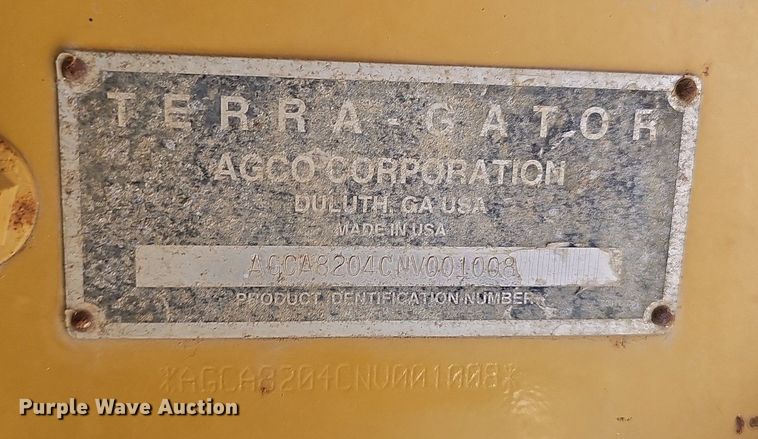 TERRA-GATOR
AGCO CORPORATION
DULUTH, GA USA
MADE IN USA
AGCA8204CNV001008
PRODUCT IDENTIFICATION NUMBER
*AGCA8204CNV001008*
Purple Wave Auction